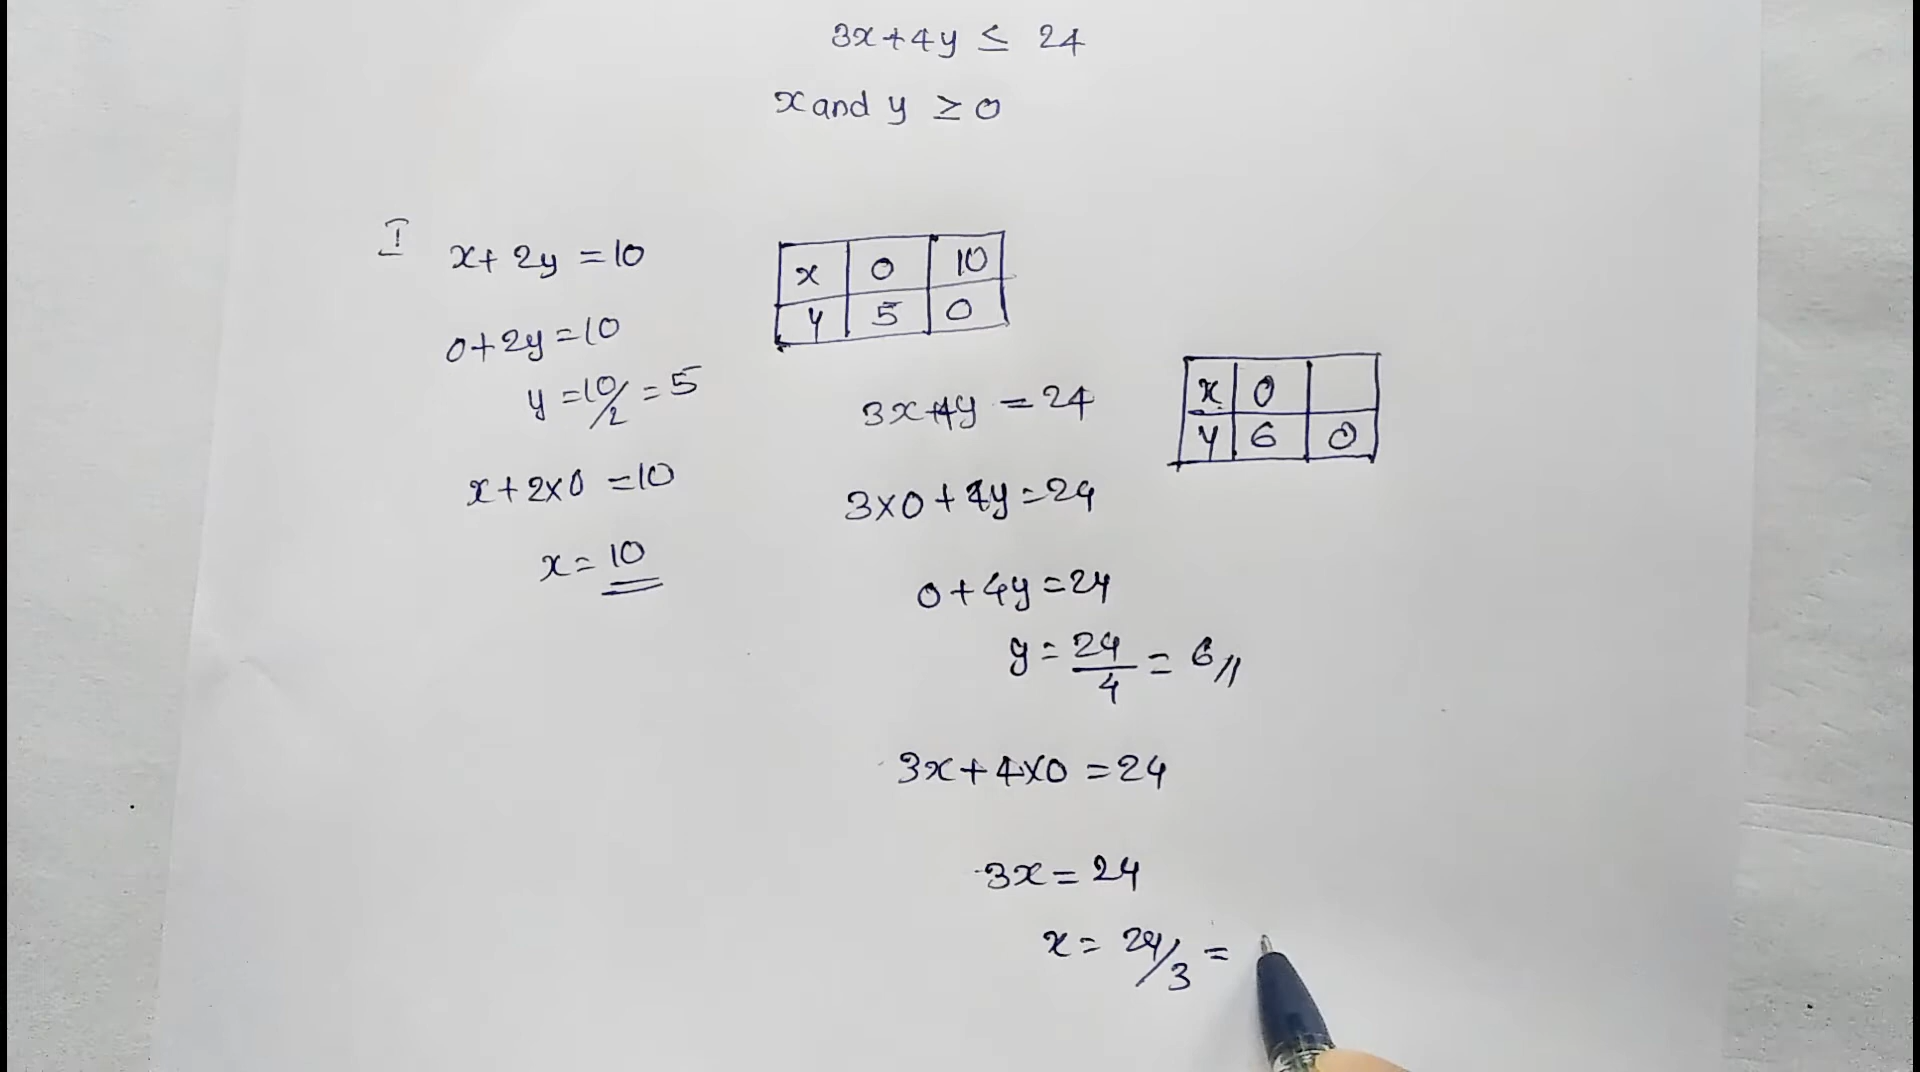 3x+4y ≤ 24
x and y ≥ 0
I x+2y=10
0+2y=10
y=10/2=5
x+2×0=10
x=10
x 0 10
y 5 0
3x+4y=24
3×0+4y=24
0+4y=24
y=24/4=6//
3x+4×0=24
3x=24
x=24/3=
x 0
y 6 0